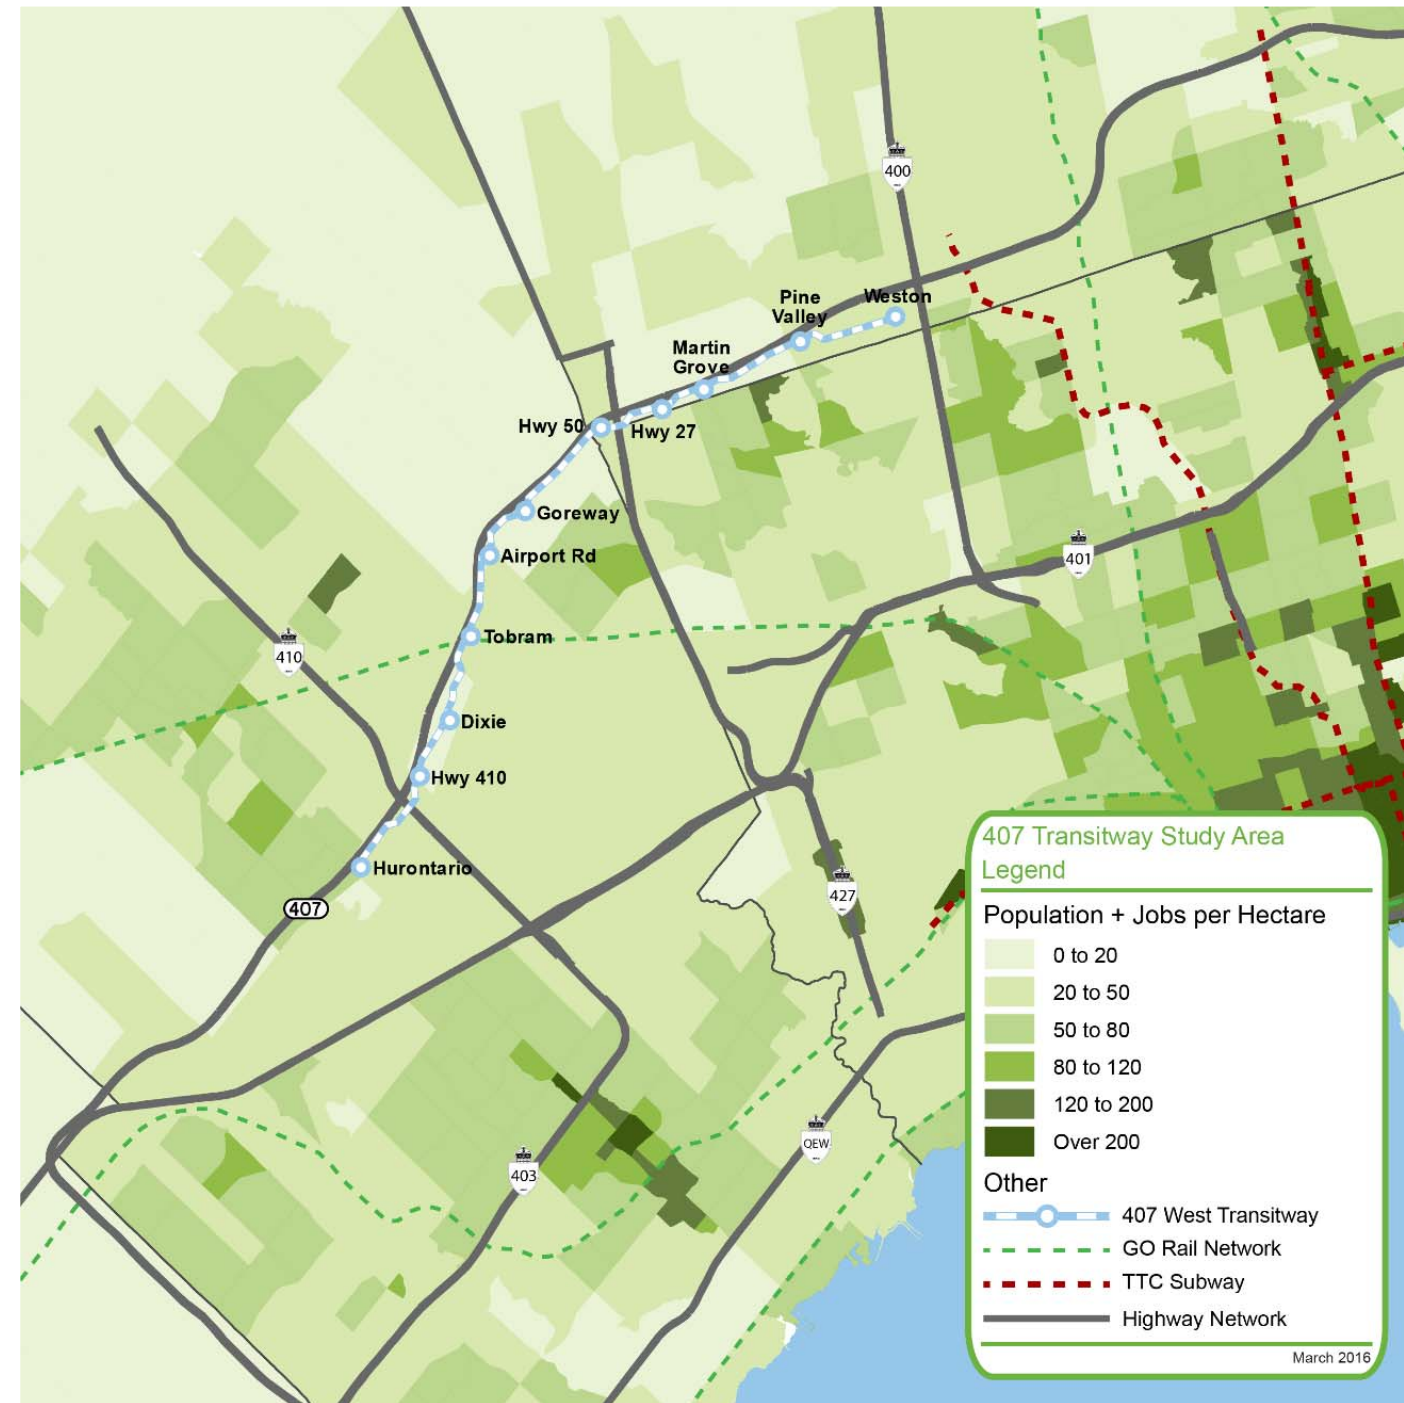 400
Pine
Valley
Weston
Martin
Grove
Hwy 50
Hwy 27
Goreway
Airport Rd
401
Tobram
410
Dixie
Hwy 410
Hurontario
407
427
403
QEW
407 Transitway Study Area
Legend
Population + Jobs per Hectare
0 to 20
20 to 50
50 to 80
80 to 120
120 to 200
Over 200
Other
407 West Transitway
GO Rail Network
TTC Subway
Highway Network
March 2016